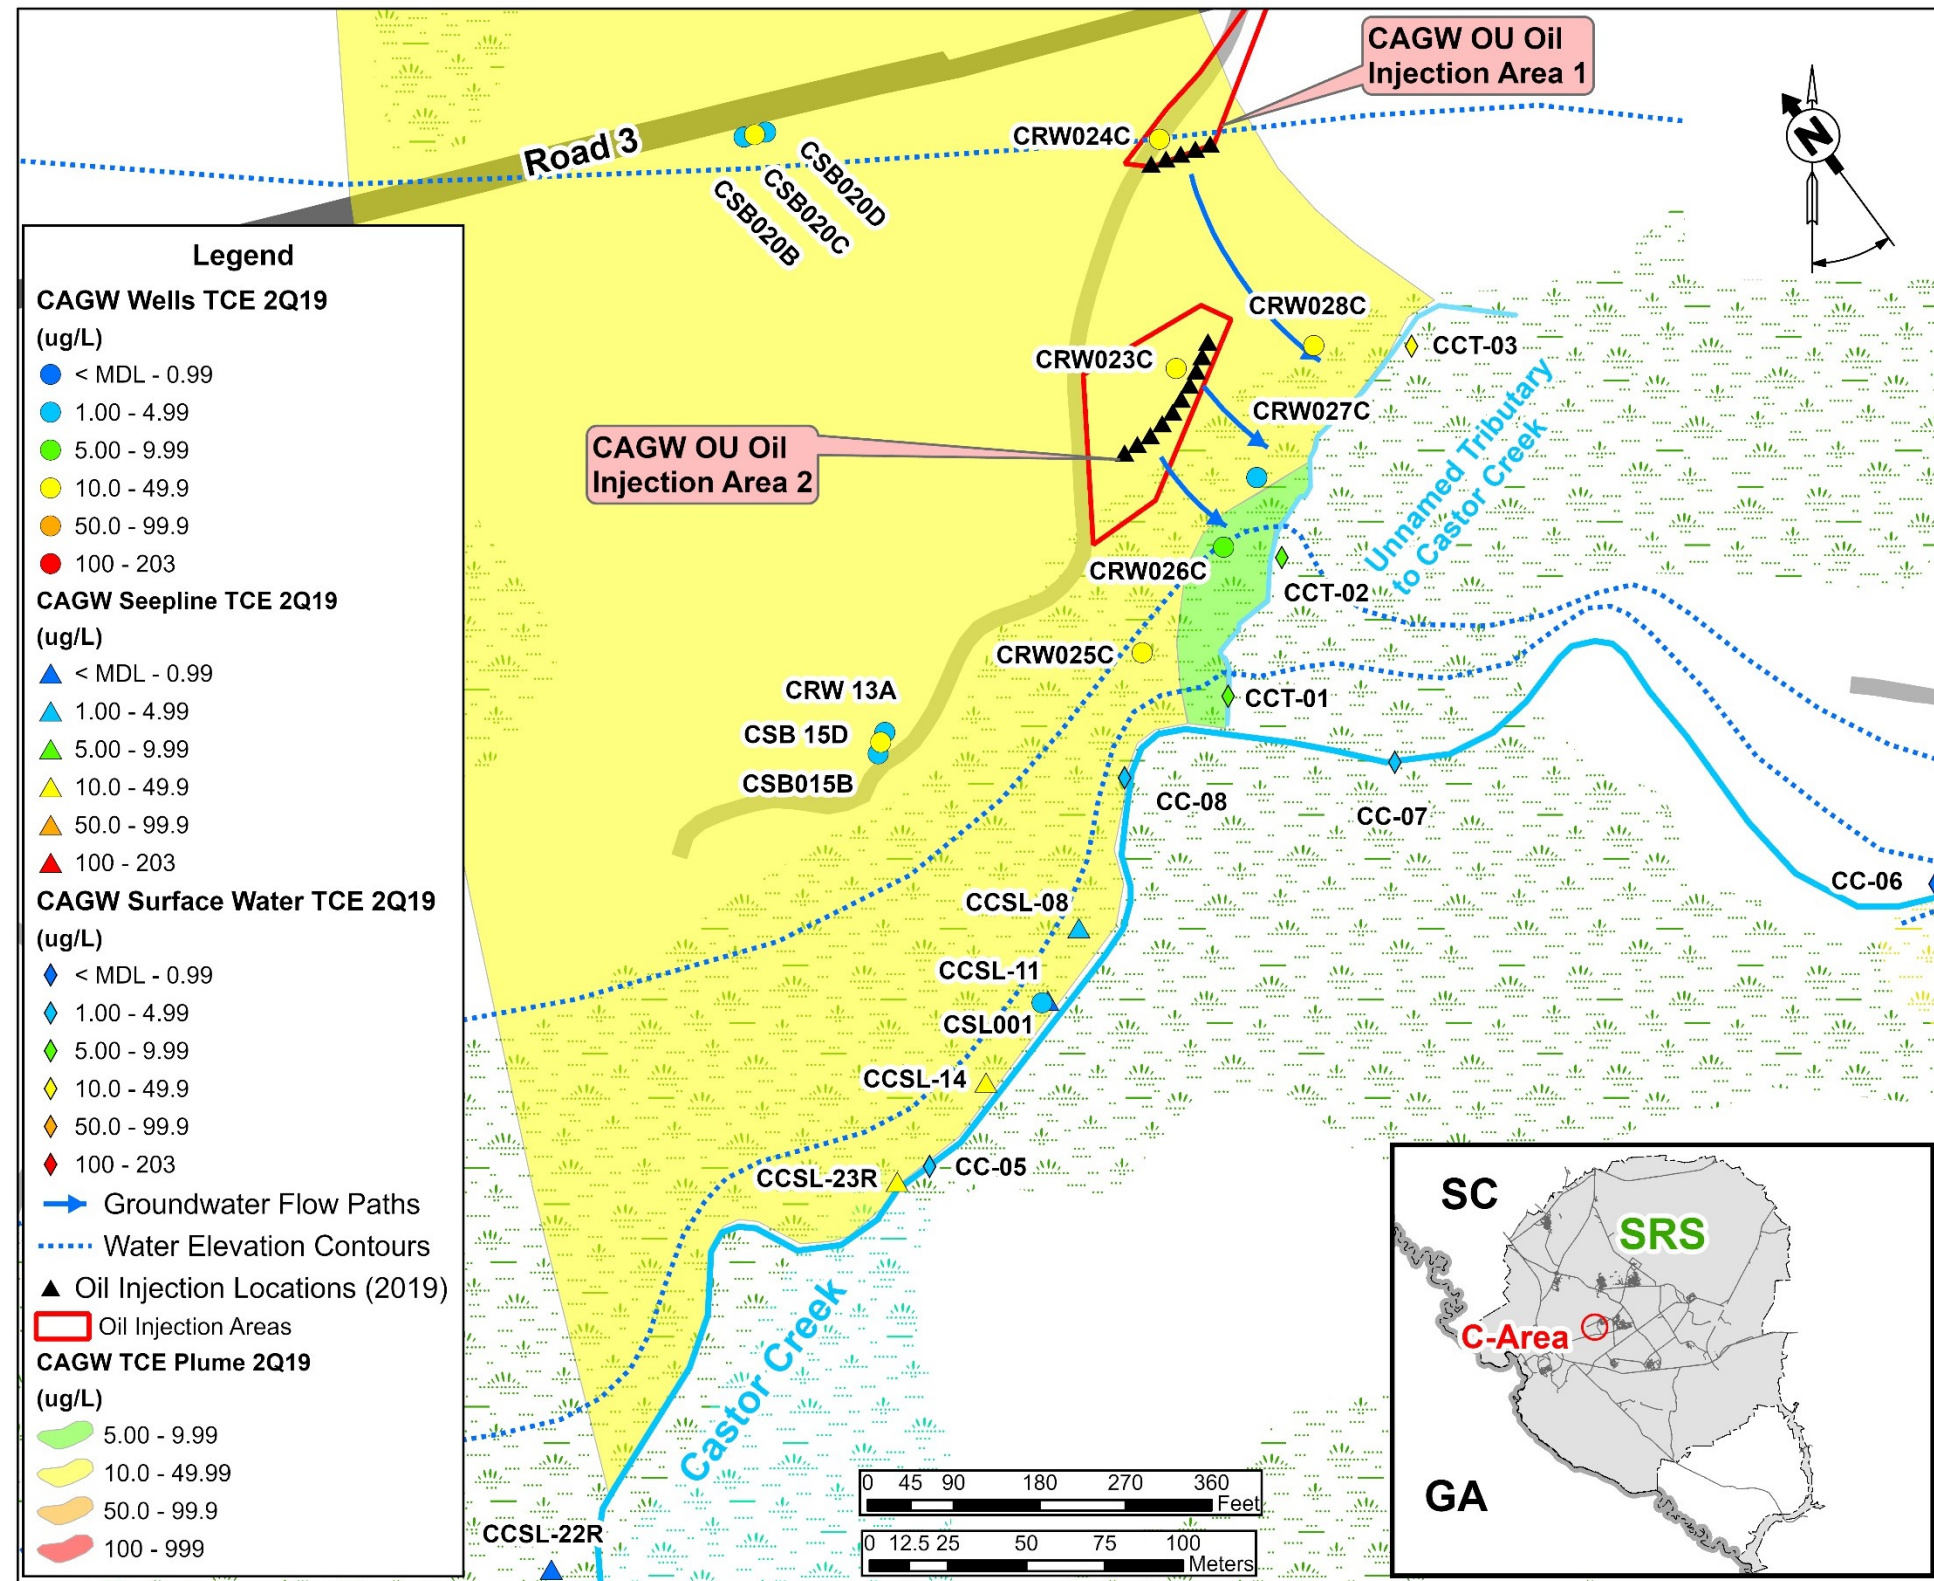 CAGW OU Oil
Injection Area 1
N
Road 3
CRW024C
CSB020D
CSB020C
CSB020B
CRW028C
CCT-03
CRW023C
CRW027C
CAGW OU Oil
Injection Area 2
Unnamed Tributary
to Castor Creek
CRW026C
CCT-02
CRW025C
CRW 13A
CCT-01
CSB 15D
CSB015B
CC-08
CC-07
CC-06
CCSL-08
CCSL-11
CSL001
CCSL-14
CC-05
CCSL-23R
Castor Creek
CCSL-22R
Legend
CAGW Wells TCE 2Q19
(ug/L)
< MDL - 0.99
1.00 - 4.99
5.00 - 9.99
10.0 - 49.9
50.0 - 99.9
100 - 203
CAGW Seepline TCE 2Q19
(ug/L)
< MDL - 0.99
1.00 - 4.99
5.00 - 9.99
10.0 - 49.9
50.0 - 99.9
100 - 203
CAGW Surface Water TCE 2Q19
(ug/L)
< MDL - 0.99
1.00 - 4.99
5.00 - 9.99
10.0 - 49.9
50.0 - 99.9
100 - 203
Groundwater Flow Paths
Water Elevation Contours
Oil Injection Locations (2019)
Oil Injection Areas
CAGW TCE Plume 2Q19
(ug/L)
5.00 - 9.99
10.0 - 49.99
50.0 - 99.9
100 - 999
0 45 90 180 270 360
Feet
0 12.5 25 50 75 100
Meters
SC
SRS
C-Area
GA